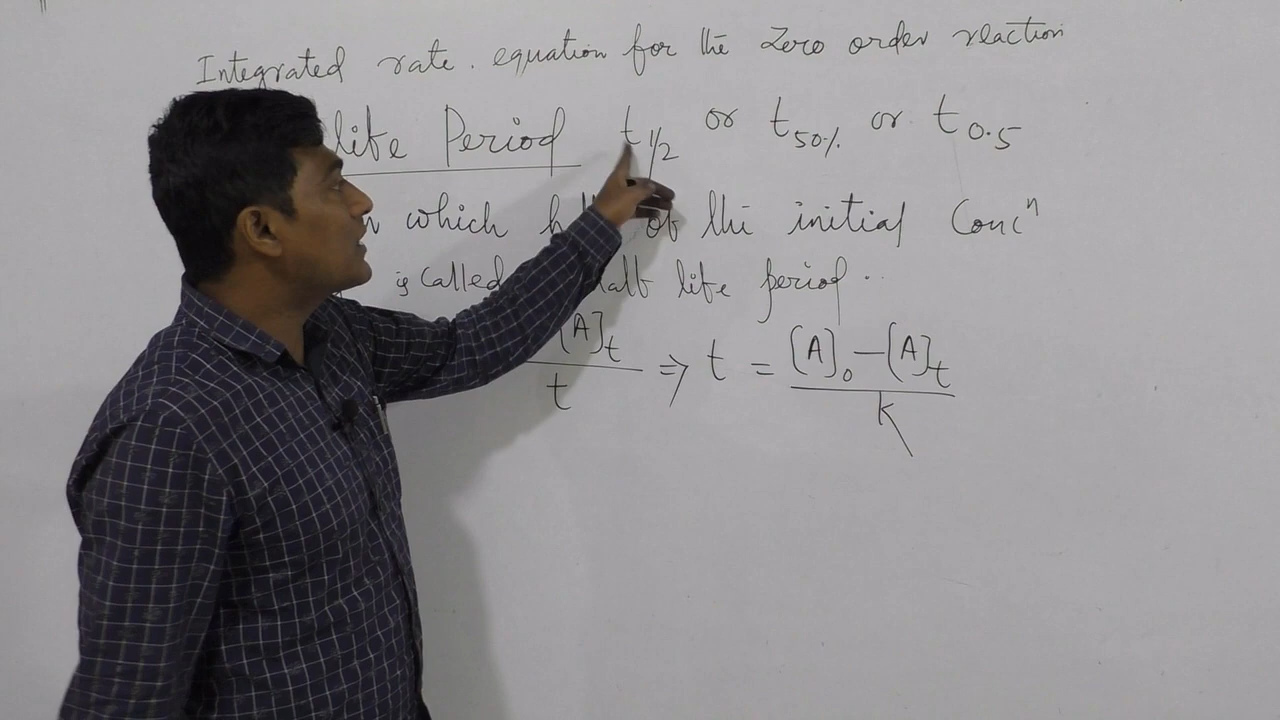 Integrated rate. equation for the Zero order reaction
life Period t1/2 or t50% or t0.5
which of the initial Concⁿ
is called half life period..
[A]t / t ⇒ t = [A]₀ − [A]t / K